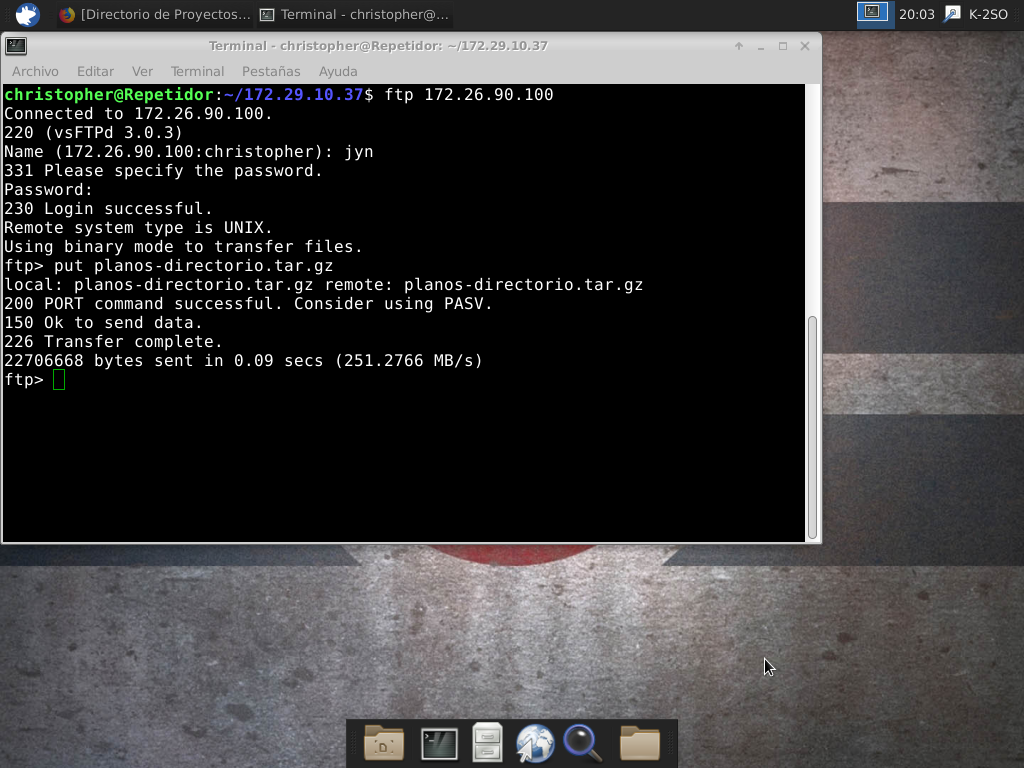 [Directorio de Proyectos...
Terminal - christopher@...
20:03
K-2SO
Terminal - christopher@Repetidor: ~/172.29.10.37
Archivo Editar Ver Terminal Pestañas Ayuda
christopher@Repetidor:~/172.29.10.37$ ftp 172.26.90.100
Connected to 172.26.90.100.
220 (vsFTPd 3.0.3)
Name (172.26.90.100:christopher): jyn
331 Please specify the password.
Password:
230 Login successful.
Remote system type is UNIX.
Using binary mode to transfer files.
ftp> put planos-directorio.tar.gz
local: planos-directorio.tar.gz remote: planos-directorio.tar.gz
200 PORT command successful. Consider using PASV.
150 Ok to send data.
226 Transfer complete.
22706668 bytes sent in 0.09 secs (251.2766 MB/s)
ftp>
D